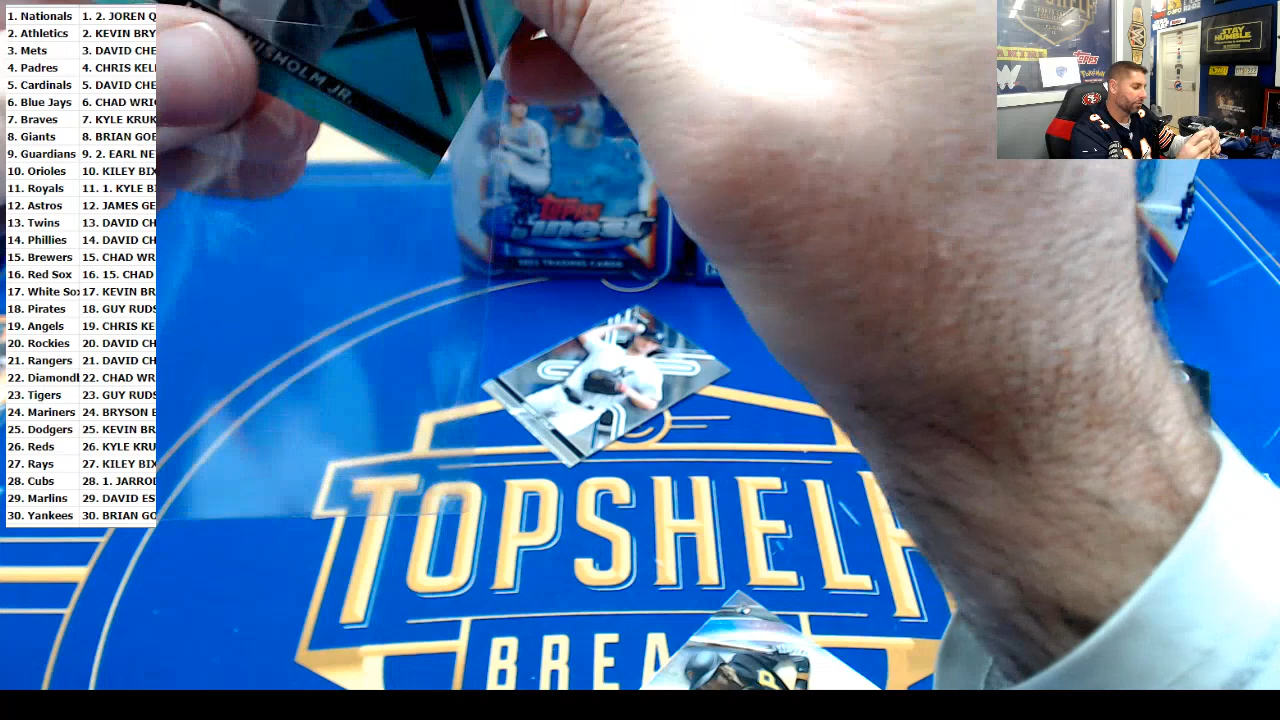 1. Nationals 1. 2. JOREN Q
2. Athletics 2. KEVIN BRY
3. Mets 3. DAVID CHE
4. Padres 4. CHRIS KELL
5. Cardinals 5. DAVID CHE
6. Blue Jays 6. CHAD WRIG
7. Braves 7. KYLE KRUK
8. Giants 8. BRIAN GOE
9. Guardians 9. 2. EARL NE
10. Orioles 10. KILEY BIX
11. Royals 11. 1. KYLE B
12. Astros 12. JAMES GE
13. Twins 13. DAVID CH
14. Phillies 14. DAVID CH
15. Brewers 15. CHAD WR
16. Red Sox 16. 15. CHAD
17. White Sox 17. KEVIN BR
18. Pirates 18. GUY RUDS
19. Angels 19. CHRIS KE
20. Rockies 20. DAVID CH
21. Rangers 21. DAVID CH
22. Diamond 22. CHAD WR
23. Tigers 23. GUY RUDS
24. Mariners 24. BRYSON
25. Dodgers 25. KEVIN BR
26. Reds 26. KYLE KRU
27. Rays 27. KILEY BIX
28. Cubs 28. 1. JARROD
29. Marlins 29. DAVID ES
30. Yankees 30. BRIAN GO
HISHOLM JR.
TOPPS
finest
STAY
HUMBLE
TOPPS
TOPSHELF
BREA
P